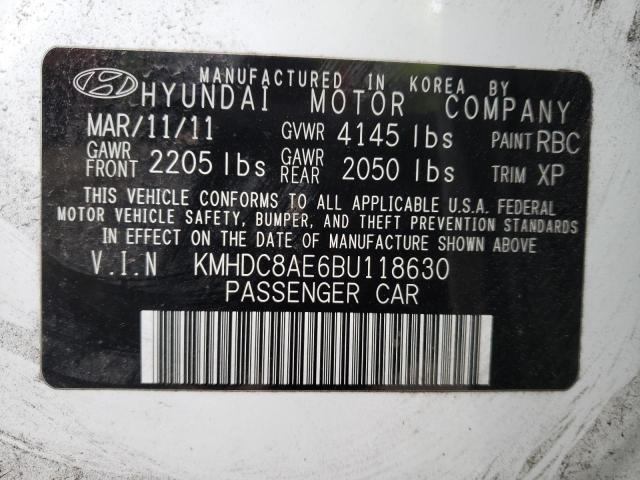 MANUFACTURED IN KOREA BY
HYUNDAI MOTOR COMPANY
MAR/11/11 GVWR 4145 lbs PAINT RBC
GAWR FRONT 2205 lbs GAWR REAR 2050 lbs TRIM XP
THIS VEHICLE CONFORMS TO ALL APPLICABLE U.S.A. FEDERAL
MOTOR VEHICLE SAFETY, BUMPER, AND THEFT PREVENTION STANDARDS
IN EFFECT ON THE DATE OF MANUFACTURE SHOWN ABOVE.
V.I.N KMHDC8AE6BU118630
PASSENGER CAR